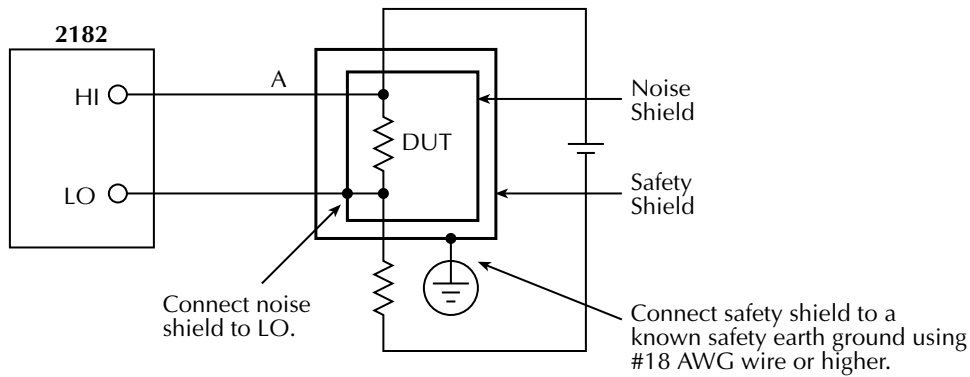 2182
A
HI
Noise
Shield
DUT
LO
Safety
Shield
Connect noise
shield to LO.
Connect safety shield to a
known safety earth ground using
#18 AWG wire or higher.